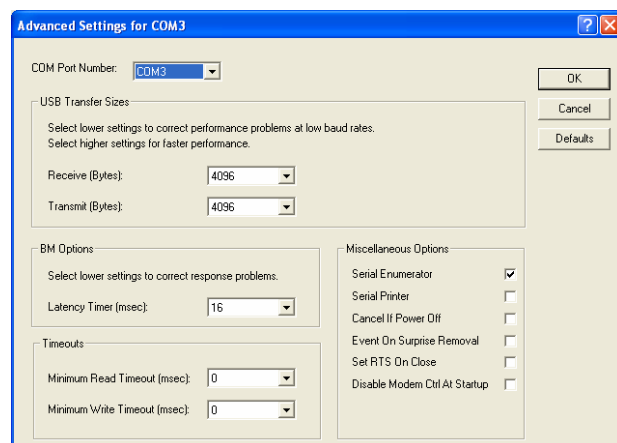 Advanced Settings for COM3
COM Port Number: COM3
OK
Cancel
Defaults
USB Transfer Sizes
Select lower settings to correct performance problems at low baud rates.
Select higher settings for faster performance.
Receive (Bytes): 4096
Transmit (Bytes): 4096
BM Options
Select lower settings to correct response problems.
Latency Timer (msec): 16
Timeouts
Minimum Read Timeout (msec): 0
Minimum Write Timeout (msec): 0
Miscellaneous Options
Serial Enumerator
Serial Printer
Cancel If Power Off
Event On Surprise Removal
Set RTS On Close
Disable Modem Ctrl At Startup